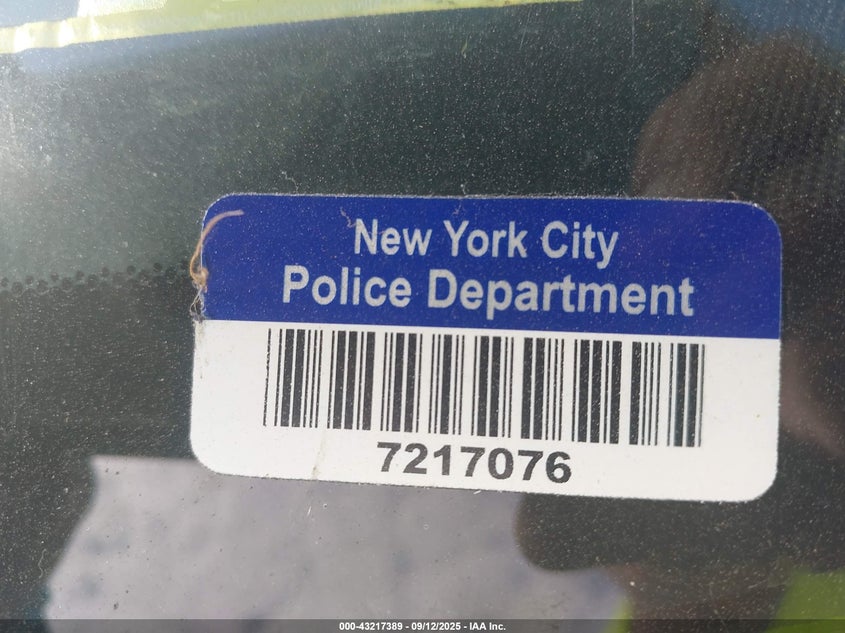 New York City
Police Department
7217076
000-43217389 - 09/12/2025 - IAA Inc.